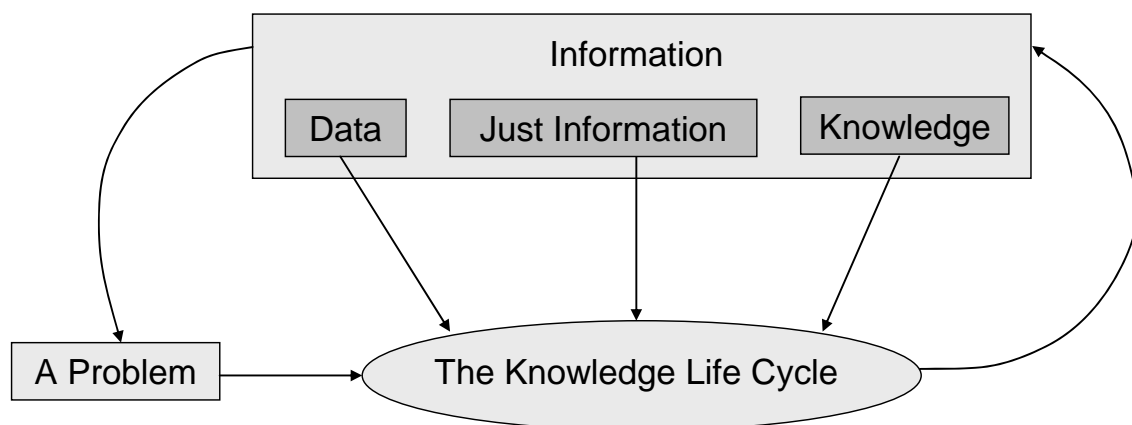 Information
Data
Just Information
Knowledge
A Problem
The Knowledge Life Cycle